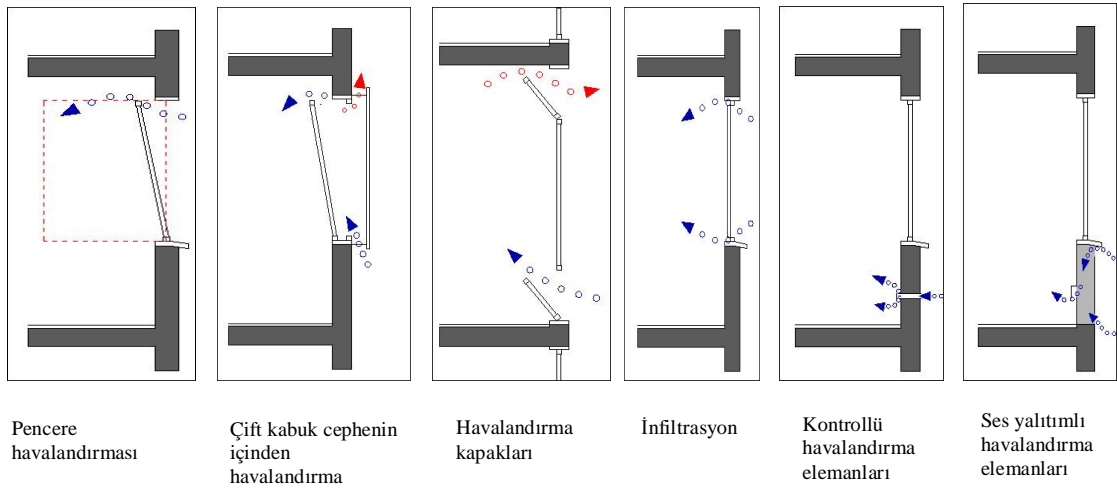 Pencere
havalandırması
Çift kabuk cephenin
içinden
havalandırma
Havalandırma
kapakları
İnfiltrasyon
Kontrollü
havalandırma
elemanları
Ses yalıtımlı
havalandırma
elemanları